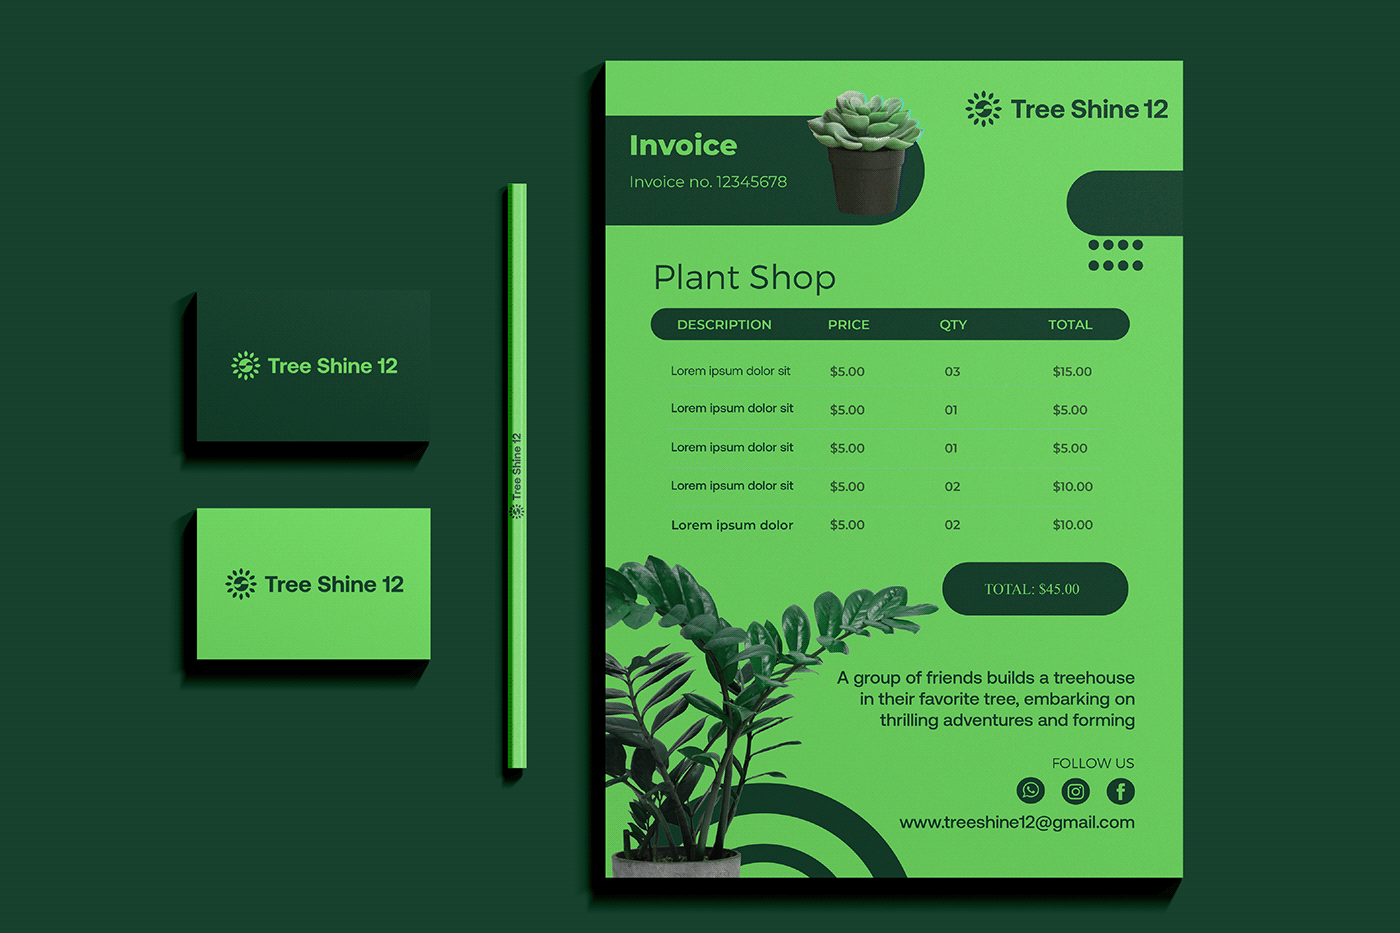 Tree Shine 12
Tree Shine 12
Tree Shine 12
Tree Shine 12
Invoice
Invoice no. 12345678
Plant Shop
DESCRIPTION PRICE QTY TOTAL
Lorem ipsum dolor sit $5.00 03 $15.00
Lorem ipsum dolor sit $5.00 01 $5.00
Lorem ipsum dolor sit $5.00 01 $5.00
Lorem ipsum dolor sit $5.00 02 $10.00
Lorem ipsum dolor $5.00 02 $10.00
TOTAL: $45.00
A group of friends builds a treehouse
in their favorite tree, embarking on
thrilling adventures and forming
FOLLOW US
www.treeshine12@gmail.com